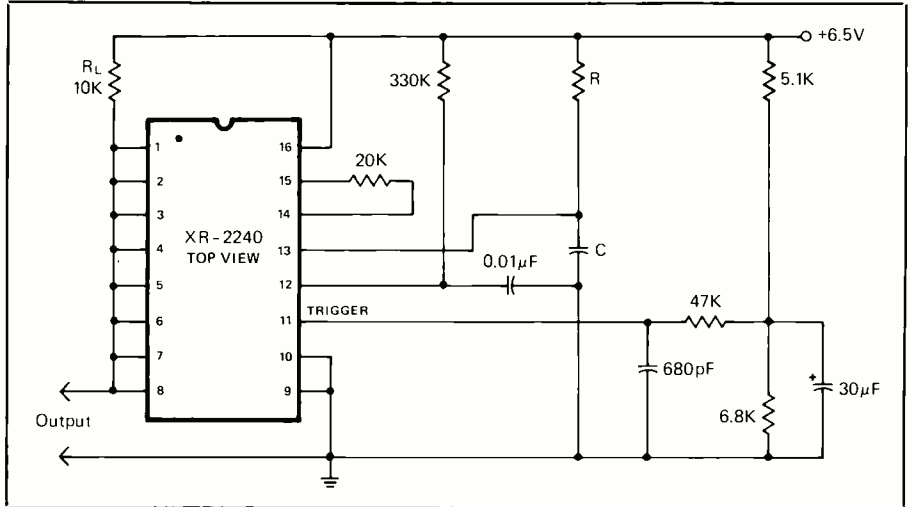 +6.5V
RL
10K
330K
R
5.1K
1
16
20K
2
15
3
14
XR-2240
TOP VIEW
4
13
C
0.01µF
5
12
TRIGGER
47K
6
11
7
10
680pF
+
30µF
8
9
6.8K
Output